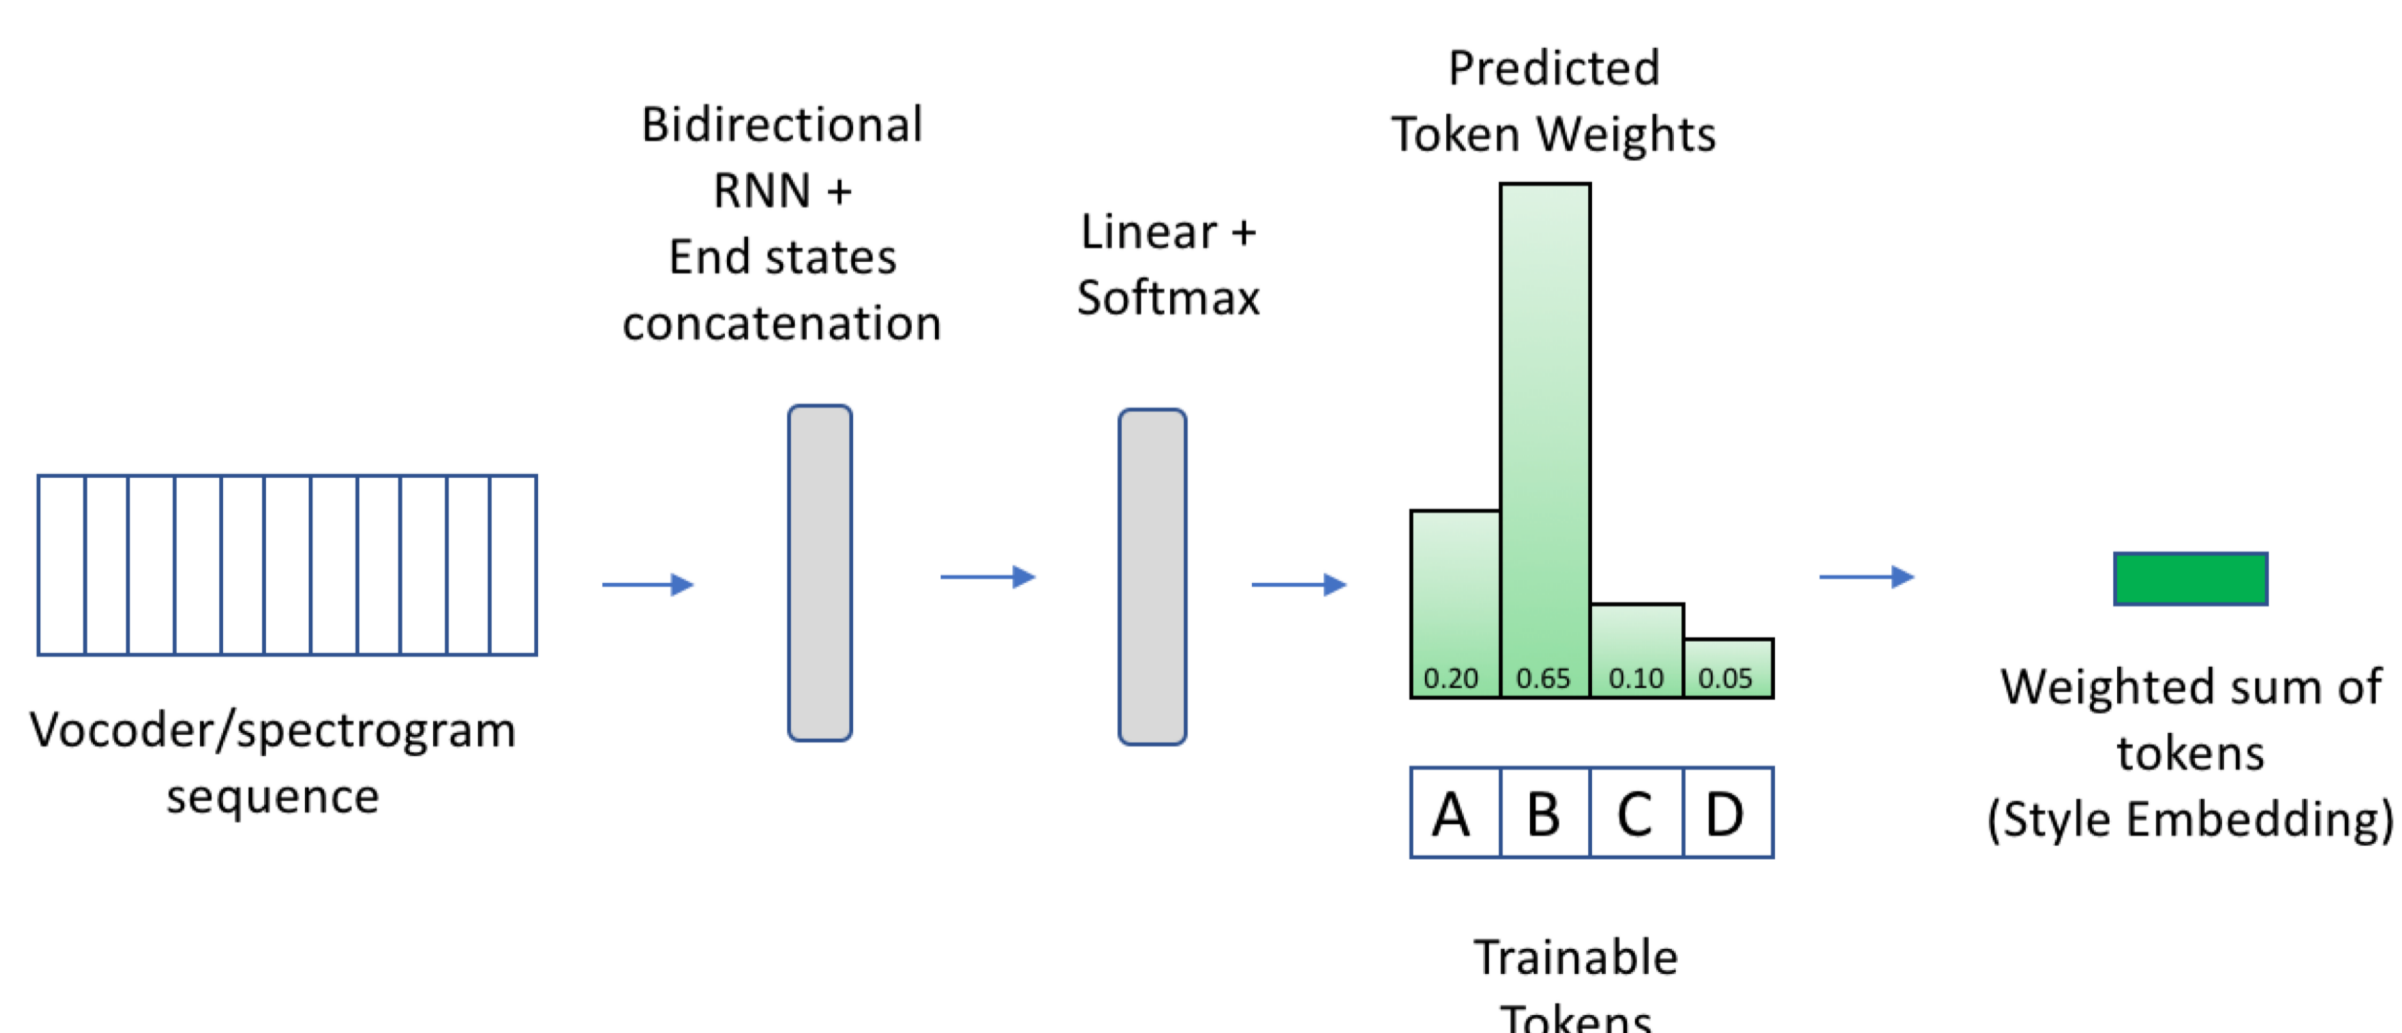 Vocoder/spectrogram
sequence
Bidirectional
RNN +
End states
concatenation
Linear +
Softmax
Predicted
Token Weights
0.20 0.65 0.10 0.05
A B C D
Trainable
Tokens
Weighted sum of
tokens
(Style Embedding)